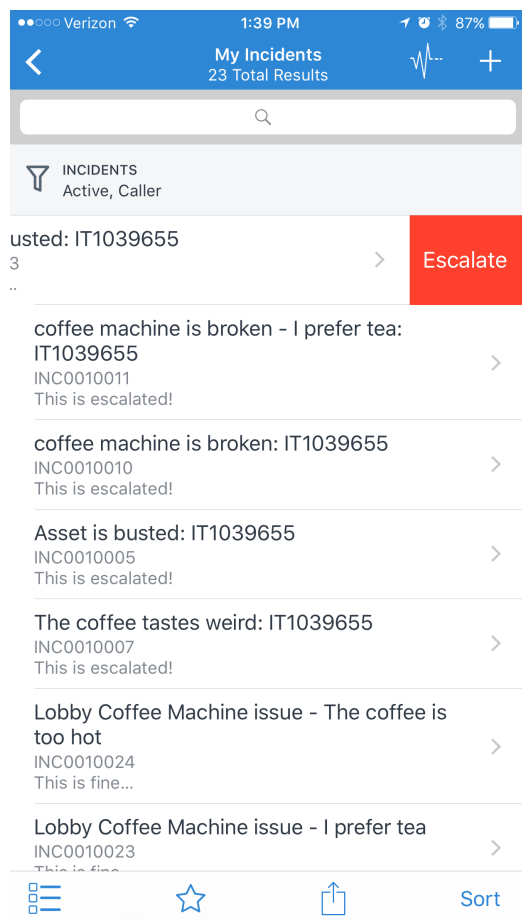 Verizon 1:39 PM 87%
My Incidents
23 Total Results
INCIDENTS
Active, Caller
usted: IT1039655
3
..
Escalate
coffee machine is broken - I prefer tea:
IT1039655
INC0010011
This is escalated!
coffee machine is broken: IT1039655
INC0010010
This is escalated!
Asset is busted: IT1039655
INC0010005
This is escalated!
The coffee tastes weird: IT1039655
INC0010007
This is escalated!
Lobby Coffee Machine issue - The coffee is
too hot
INC0010024
This is fine...
Lobby Coffee Machine issue - I prefer tea
INC0010023
This is fine
Sort